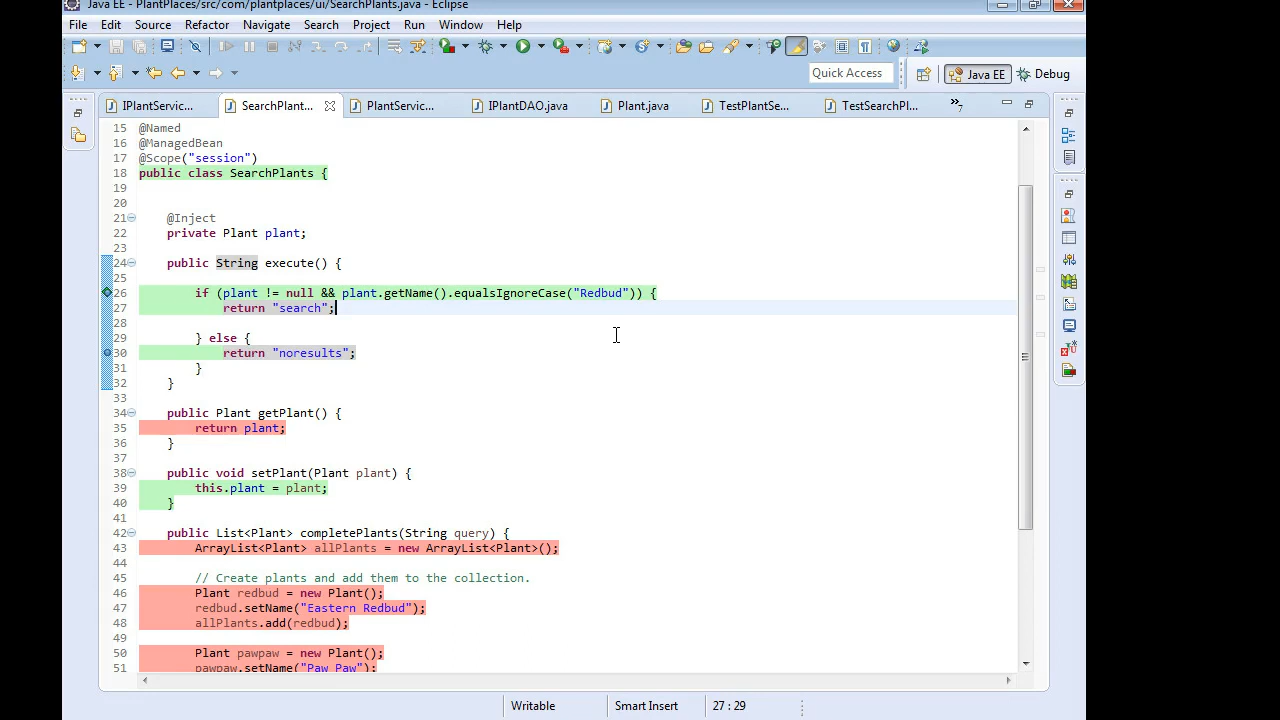 Java EE - PlantPlaces/src/com/plantplaces/ui/SearchPlants.java - Eclipse
File Edit Source Refactor Navigate Search Project Run Window Help
Quick Access Java EE Debug
IPlantServic... SearchPlant... PlantServic... IPlantDAO.java Plant.java TestPlantSe... TestSearchPl... »7
15 @Named
16 @ManagedBean
17 @Scope("session")
18 public class SearchPlants {
19
20
21 @Inject
22 private Plant plant;
23
24 public String execute() {
25
26 if (plant != null && plant.getName().equalsIgnoreCase("Redbud")) {
27 return "search";
28
29 } else {
30 return "noresults";
31 }
32 }
33
34 public Plant getPlant() {
35 return plant;
36 }
37
38 public void setPlant(Plant plant) {
39 this.plant = plant;
40 }
41
42 public List<Plant> completePlants(String query) {
43 ArrayList<Plant> allPlants = new ArrayList<Plant>();
44
45 // Create plants and add them to the collection.
46 Plant redbud = new Plant();
47 redbud.setName("Eastern Redbud");
48 allPlants.add(redbud);
49
50 Plant pawpaw = new Plant();
51 pawpaw.setName("Paw Paw");
Writable Smart Insert 27 : 29